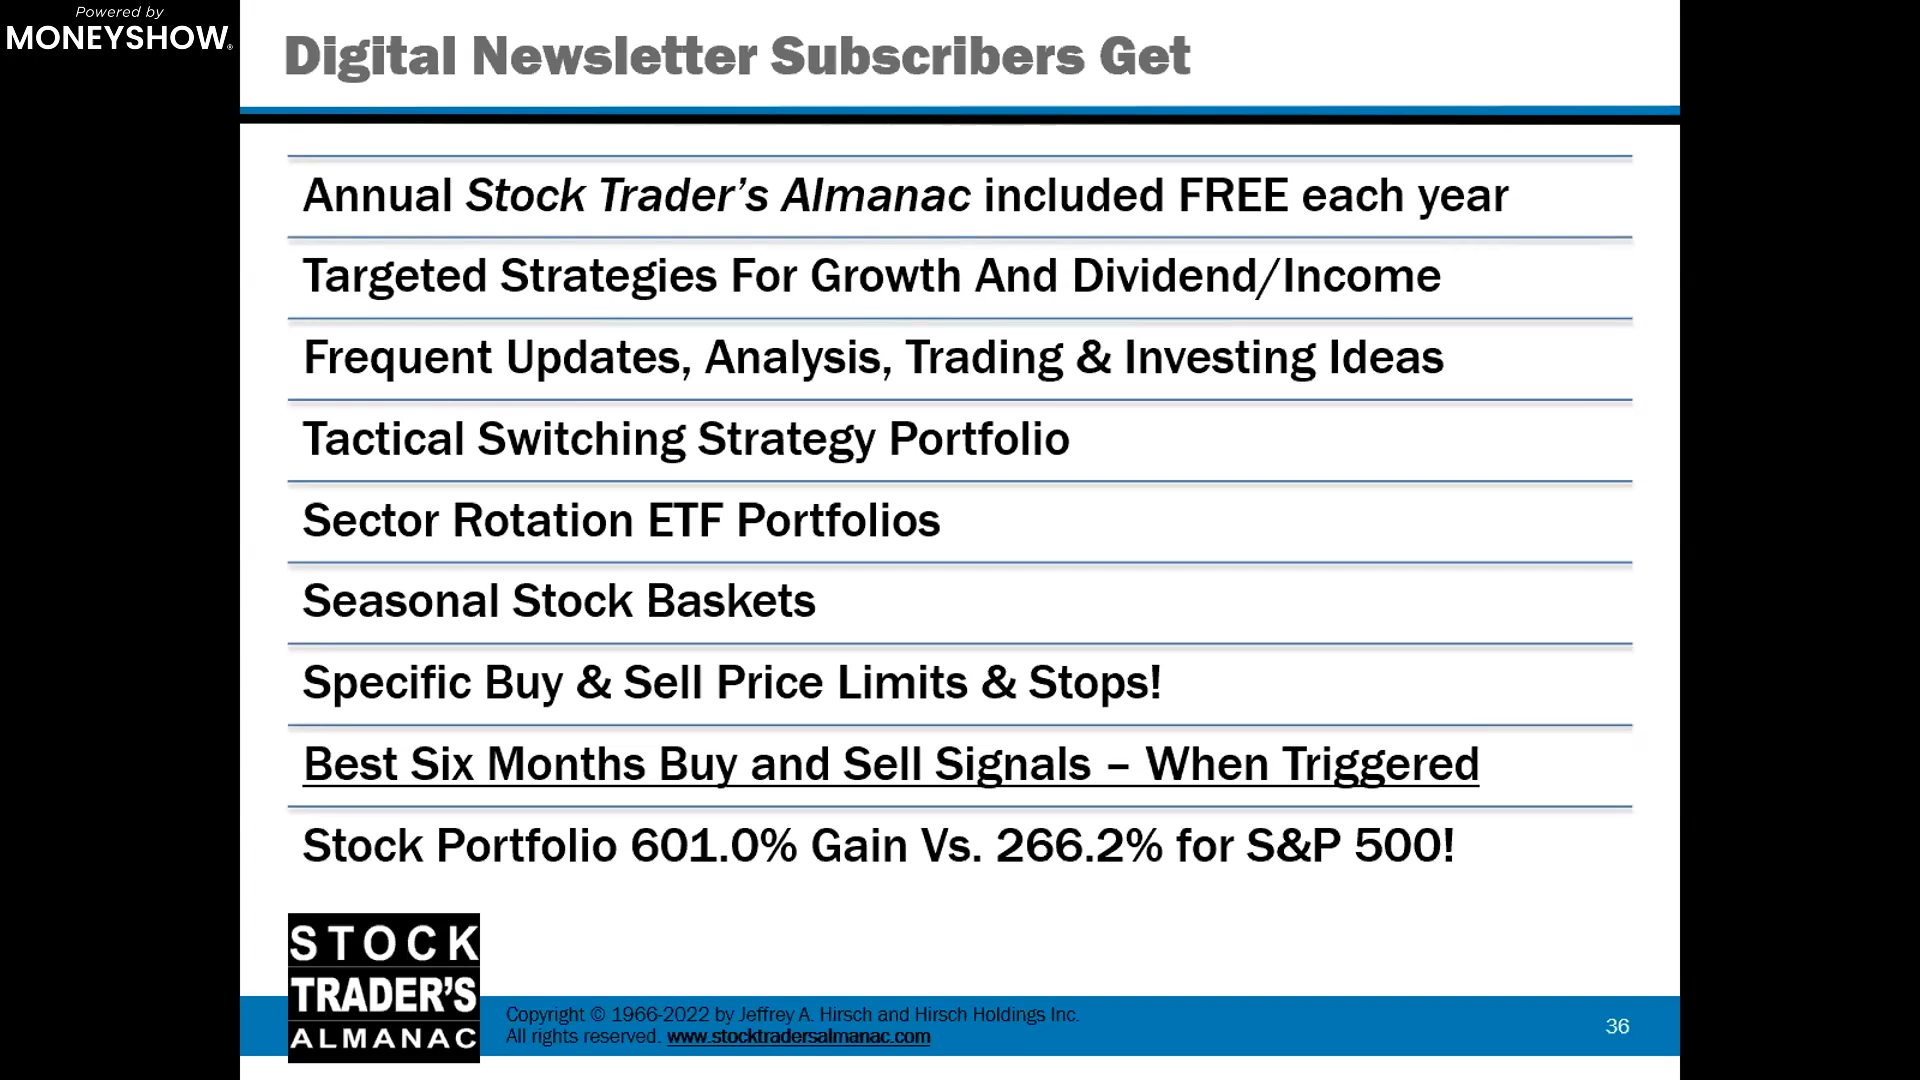 Powered by
MONEYSHOW®
Digital Newsletter Subscribers Get
Annual Stock Trader's Almanac included FREE each year
Targeted Strategies For Growth And Dividend/Income
Frequent Updates, Analysis, Trading & Investing Ideas
Tactical Switching Strategy Portfolio
Sector Rotation ETF Portfolios
Seasonal Stock Baskets
Specific Buy & Sell Price Limits & Stops!
Best Six Months Buy and Sell Signals – When Triggered
Stock Portfolio 601.0% Gain Vs. 266.2% for S&P 500!
STOCK
TRADER'S
ALMANAC
Copyright © 1966-2022 by Jeffrey A. Hirsch and Hirsch Holdings Inc.
All rights reserved. www.stocktradersalmanac.com
36